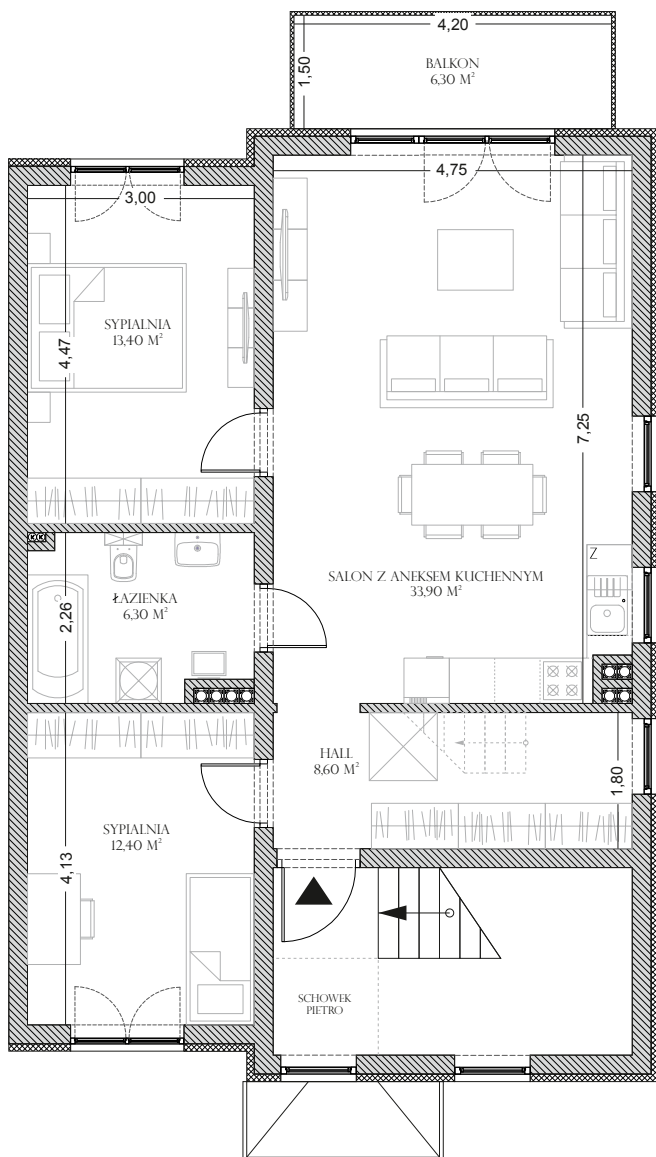 4,20
1,50
BALKON
6,30 M²
4,75
3,00
SYPIALNIA
13,40 M²
4,47
7,25
Z
SALON Z ANEKSEM KUCHENNYM
33,90 M²
ŁAZIENKA
6,30 M²
2,26
HALL
8,60 M²
1,80
SYPIALNIA
12,40 M²
4,13
SCHOWEK
PIETRO